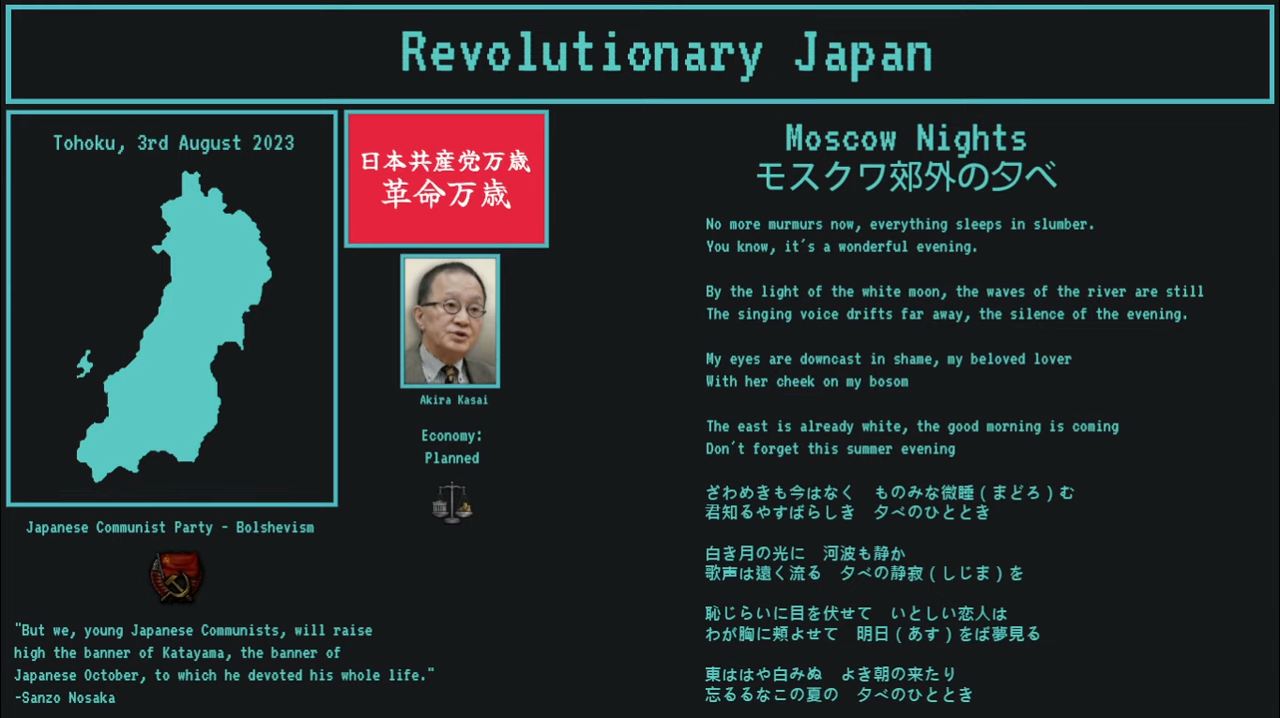 Revolutionary Japan
Tohoku, 3rd August 2023
Japanese Communist Party - Bolshevism
"But we, young Japanese Communists, will raise
high the banner of Katayama, the banner of
Japanese October, to which he devoted his whole life."
-Sanzo Nosaka
日本共産党万歳
革命万歳
Akira Kasai
Economy:
Planned
Moscow Nights
モスクワ郊外の夕べ
No more murmurs now, everything sleeps in slumber.
You know, it's a wonderful evening.
By the light of the white moon, the waves of the river are still
The singing voice drifts far away, the silence of the evening.
My eyes are downcast in shame, my beloved lover
With her cheek on my bosom
The east is already white, the good morning is coming
Don't forget this summer evening
ざわめきも今はなく　ものみな微睡(まどろ)む
君知るやすばらしき　夕べのひととき
白き月の光に　河波も静か
歌声は遠く流る　夕べの静寂(しじま)を
恥じらいに目を伏せて　いとしい恋人は
わが胸に頬よせて　明日(あす)をば夢見る
東ははや白みぬ　よき朝の来たり
忘るるなこの夏の　夕べのひととき